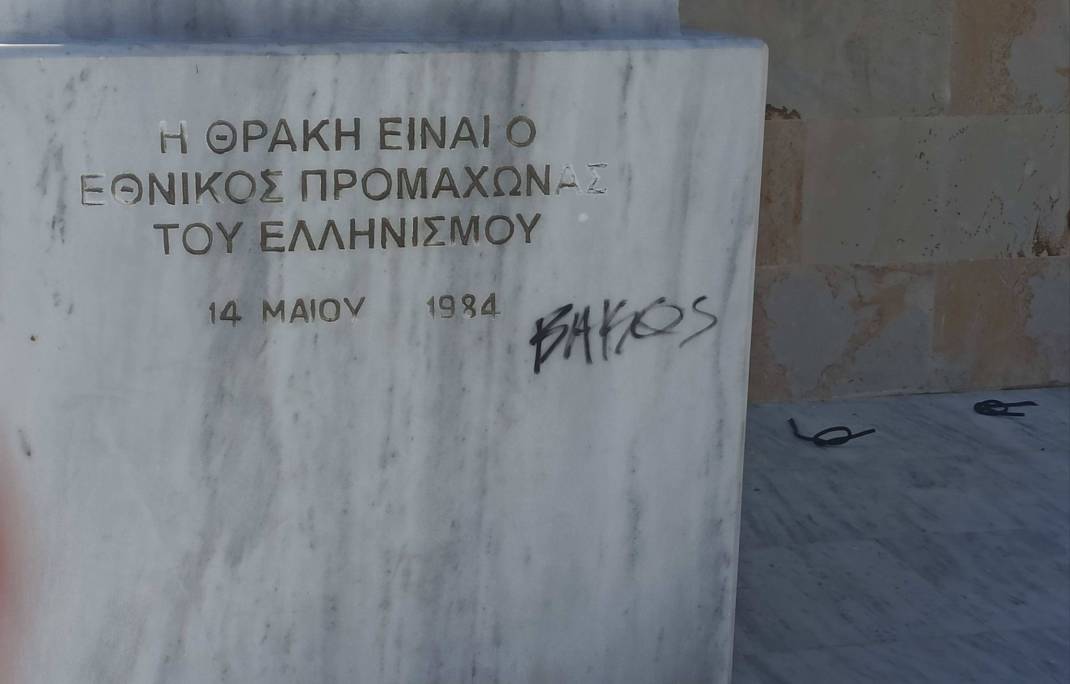 Η ΘΡΑΚΗ ΕΙΝΑΙ Ο
ΕΘΝΙΚΟΣ ΠΡΟΜΑΧΩΝΑΣ
ΤΟΥ ΕΛΛΗΝΙΣΜΟΥ
14 ΜΑΙΟΥ 1984